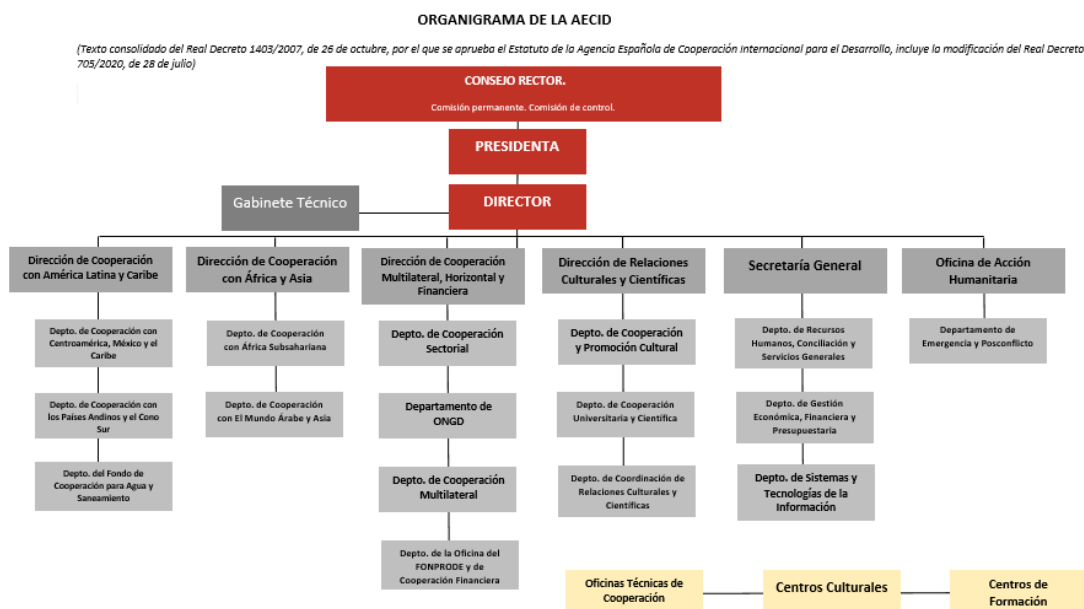 ORGANIGRAMA DE LA AECID
(Texto consolidado del Real Decreto 1403/2007, de 26 de octubre, por el que se aprueba el Estatuto de la Agencia Española de Cooperación Internacional para el Desarrollo, incluye la modificación del Real Decreto
705/2020, de 28 de julio)
CONSEJO RECTOR.
Comisión permanente. Comisión de control.
PRESIDENTA
Gabinete Técnico
DIRECTOR
Dirección de Cooperación
con América Latina y Caribe
Dirección de Cooperación
con África y Asia
Dirección de Cooperación
Multilateral, Horizontal y
Financiera
Dirección de Relaciones
Culturales y Científicas
Secretaría General
Oficina de Acción
Humanitaria
Depto. de Cooperación con
Centroamérica, México y el
Caribe
Depto. de Cooperación
con África Subsahariana
Depto. de Cooperación
Sectorial
Depto. de Cooperación
y Promoción Cultural
Depto. de Recursos
Humanos, Conciliación y
Servicios Generales
Departamento de
Emergencia y Posconflicto
Depto. de Cooperación con
los Países Andinos y el Cono
Sur
Depto. de Cooperación
con El Mundo Árabe y Asia
Departamento de
ONGD
Depto. de Cooperación
Universitaria y Científica
Depto. de Gestión
Económica, Financiera y
Presupuestaria
Depto. del Fondo de
Cooperación para Agua y
Saneamiento
Depto. de Cooperación
Multilateral
Depto. de Coordinación de
Relaciones Culturales y
Científicas
Depto. de Sistemas y
Tecnologías de la
Información
Depto. de la Oficina del
FONPRODE y de
Cooperación Financiera
Oficinas Técnicas de
Cooperación
Centros Culturales
Centros de
Formación